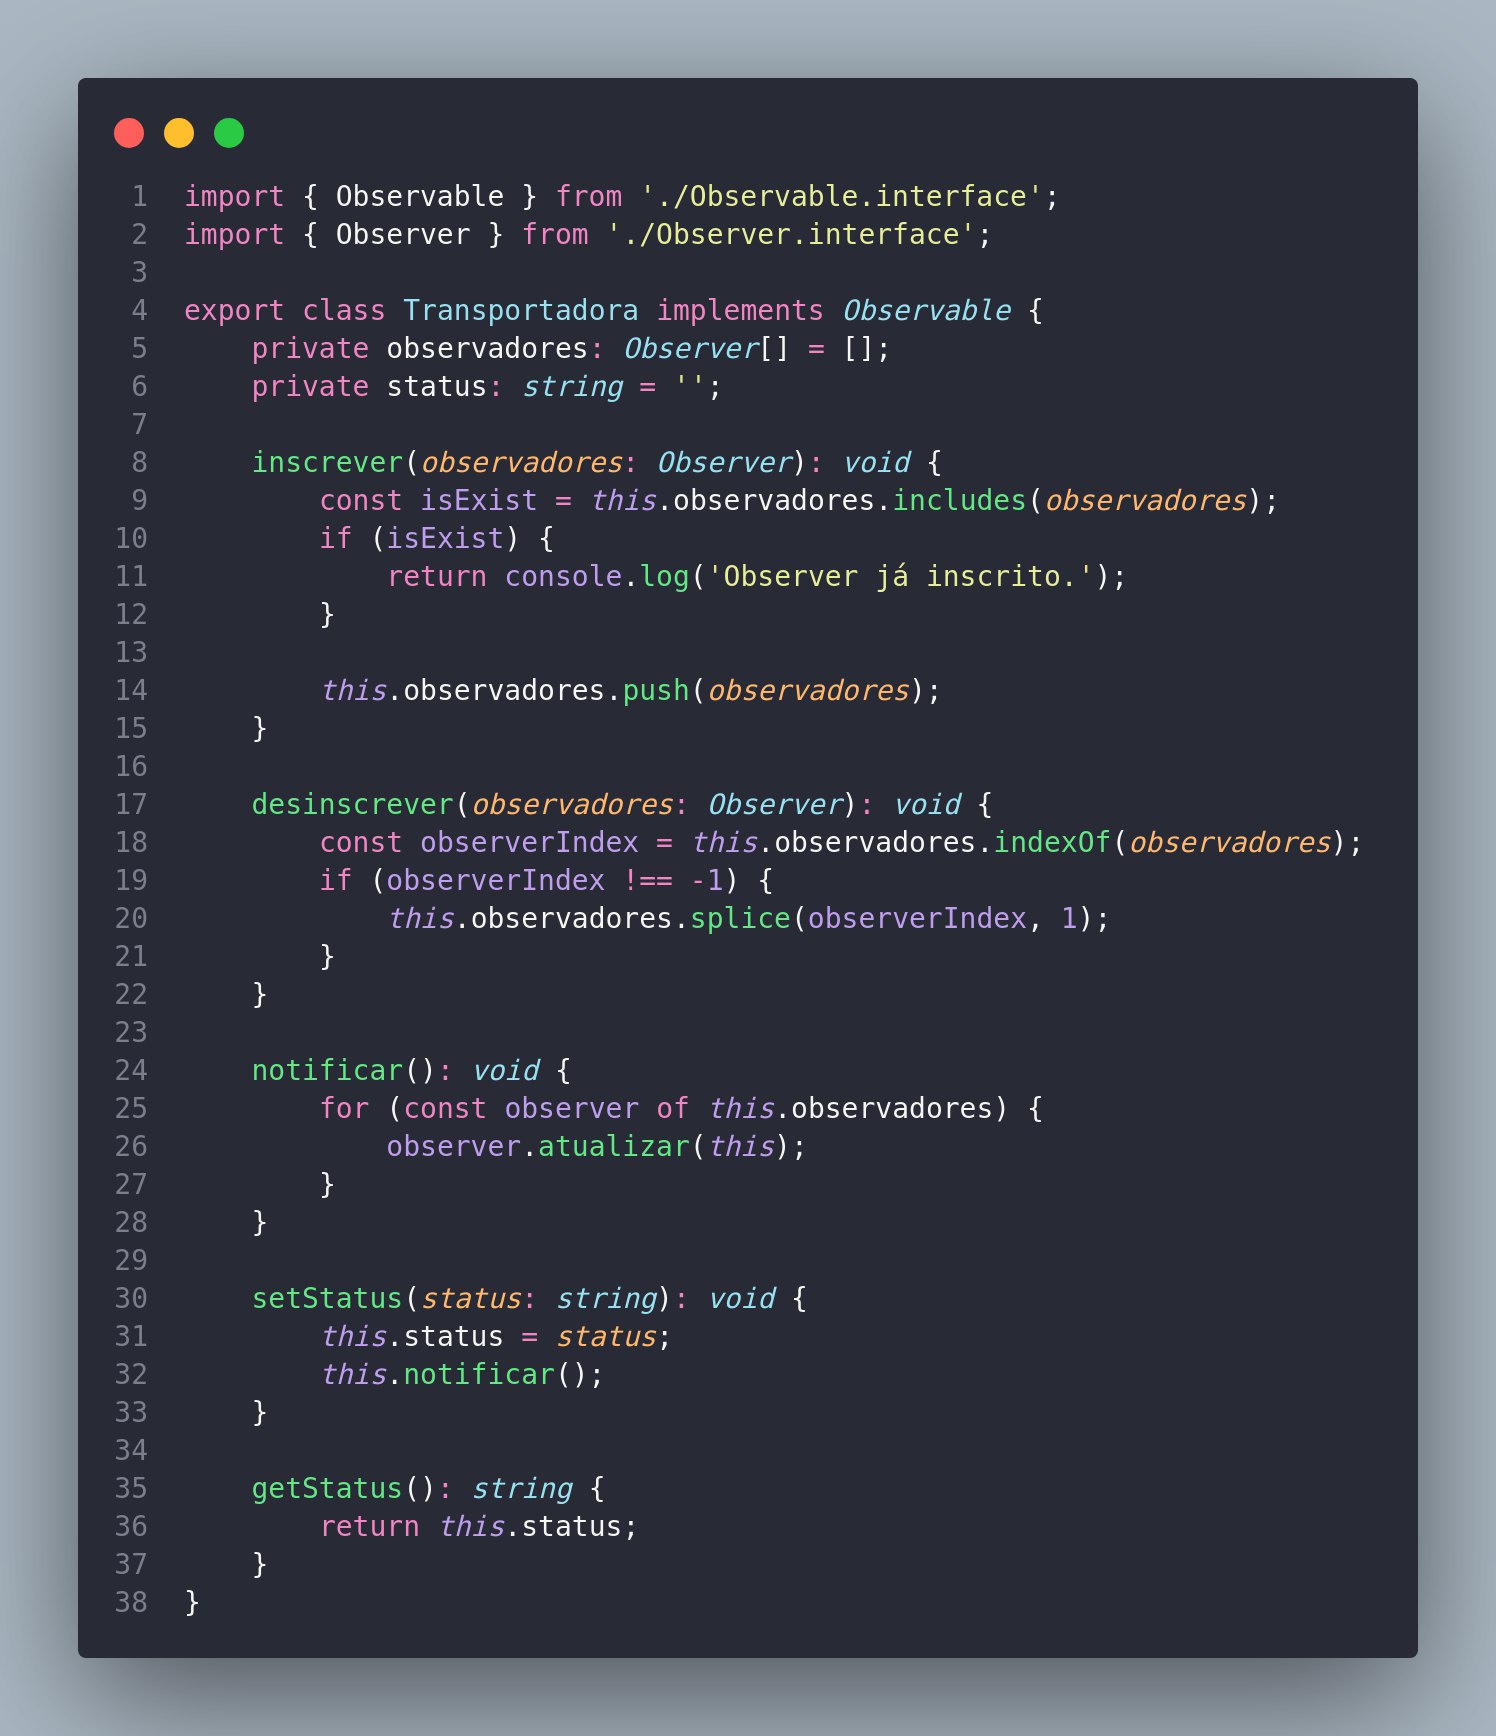 1 import { Observable } from './Observable.interface';
2 import { Observer } from './Observer.interface';
3
4 export class Transportadora implements Observable {
5     private observadores: Observer[] = [];
6     private status: string = '';
7
8     inscrever(observadores: Observer): void {
9         const isExist = this.observadores.includes(observadores);
10         if (isExist) {
11             return console.log('Observer já inscrito.');
12         }
13
14         this.observadores.push(observadores);
15     }
16
17     desinscrever(observadores: Observer): void {
18         const observerIndex = this.observadores.indexOf(observadores);
19         if (observerIndex !== -1) {
20             this.observadores.splice(observerIndex, 1);
21         }
22     }
23
24     notificar(): void {
25         for (const observer of this.observadores) {
26             observer.atualizar(this);
27         }
28     }
29
30     setStatus(status: string): void {
31         this.status = status;
32         this.notificar();
33     }
34
35     getStatus(): string {
36         return this.status;
37     }
38 }